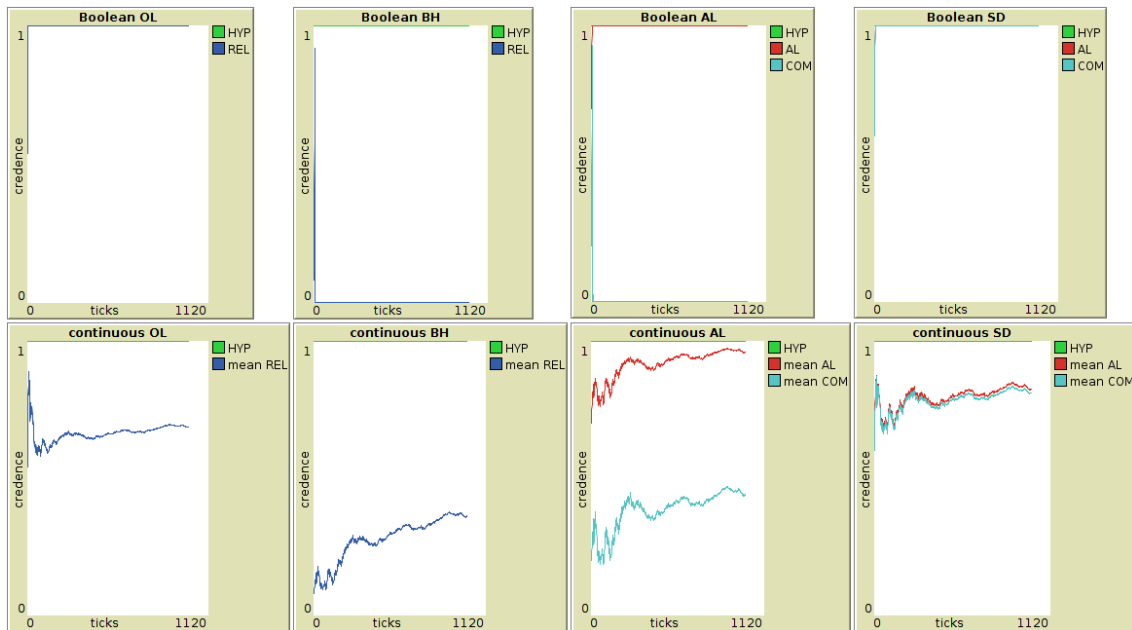 Boolean OL
1
HYP
REL
credence
0
0
ticks
1120
Boolean BH
1
HYP
REL
credence
0
0
ticks
1120
Boolean AL
1
HYP
AL
COM
credence
0
0
ticks
1120
Boolean SD
1
HYP
AL
COM
credence
0
0
ticks
1120
continuous OL
1
HYP
mean REL
credence
0
0
ticks
1120
continuous BH
1
HYP
mean REL
credence
0
0
ticks
1120
continuous AL
1
HYP
mean AL
mean COM
credence
0
0
ticks
1120
continuous SD
1
HYP
mean AL
mean COM
credence
0
0
ticks
1120